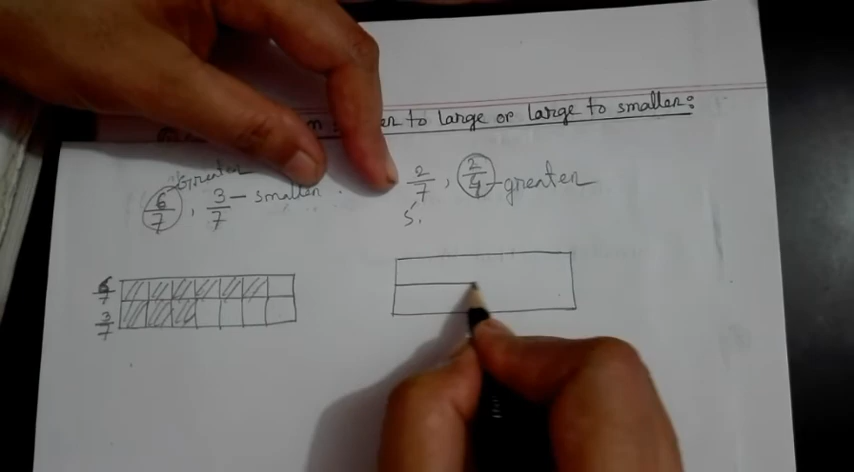 to large or large to smaller:
Greater
6/7, 3/7 – smaller
2/7, 2/4 – greater
S.
6/7
3/7